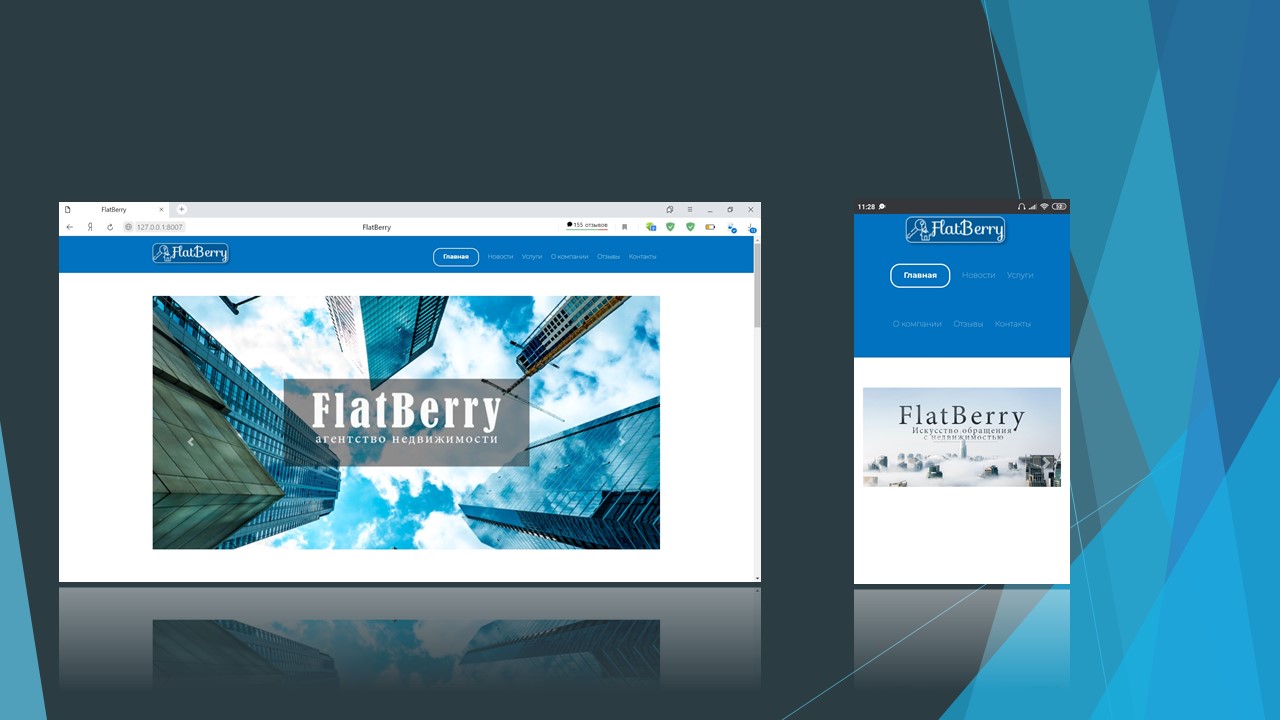 FlatBerry
127.0.0.1:8007
FlatBerry
155 отзывов
FlatBerry
Главная Новости Услуги О компании Отзывы Контакты
FlatBerry
агентство недвижимости
11:28
FlatBerry
Главная Новости Услуги
О компании Отзывы Контакты
FlatBerry
Искусство обращения
с недвижимостью